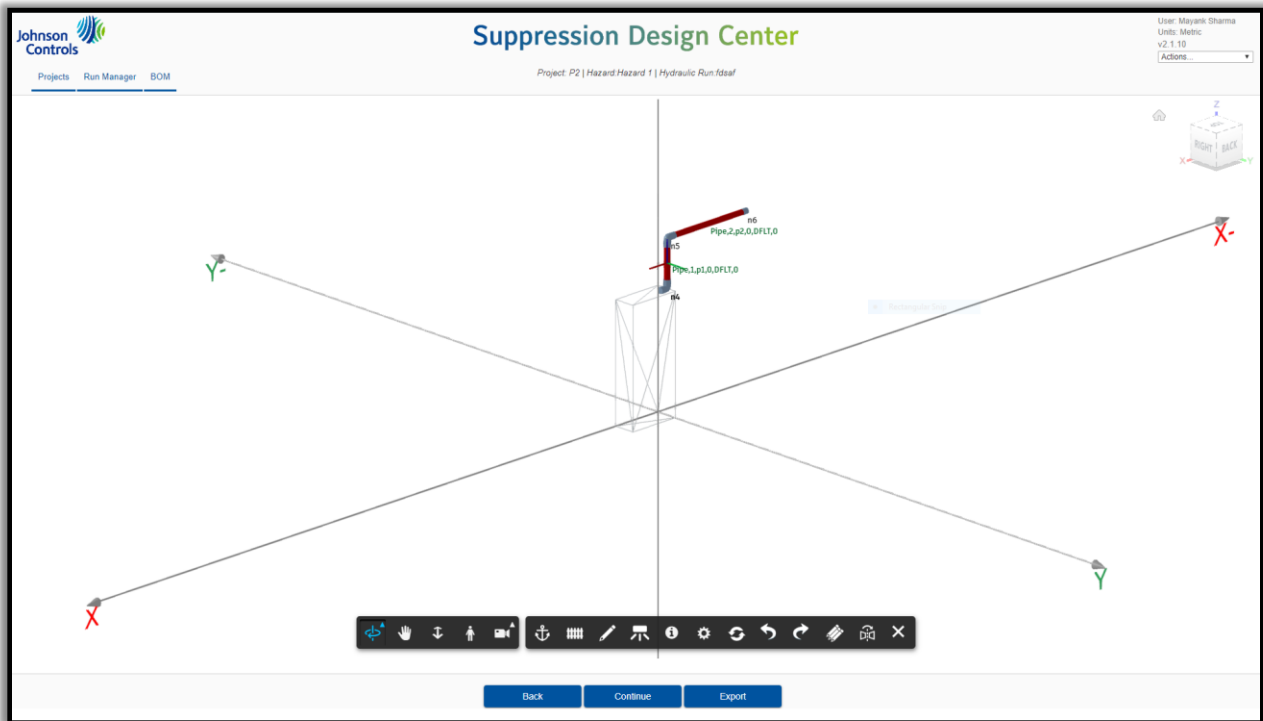 Johnson
Controls
Suppression Design Center
User: Mayank Sharma
Units: Metric
v2.1.10
Actions...
Projects Run Manager BOM
Project: P2 | Hazard:Hazard 1 | Hydraulic Run:fdsaf
Z
RIGHT BACK
X Y
n6
Pipe,2,p2,0,DFLT,0
X-
n5
Y-
Pipe,1,p1,0,DFLT,0
n4
Rectangular
Y
X
Back Continue Export